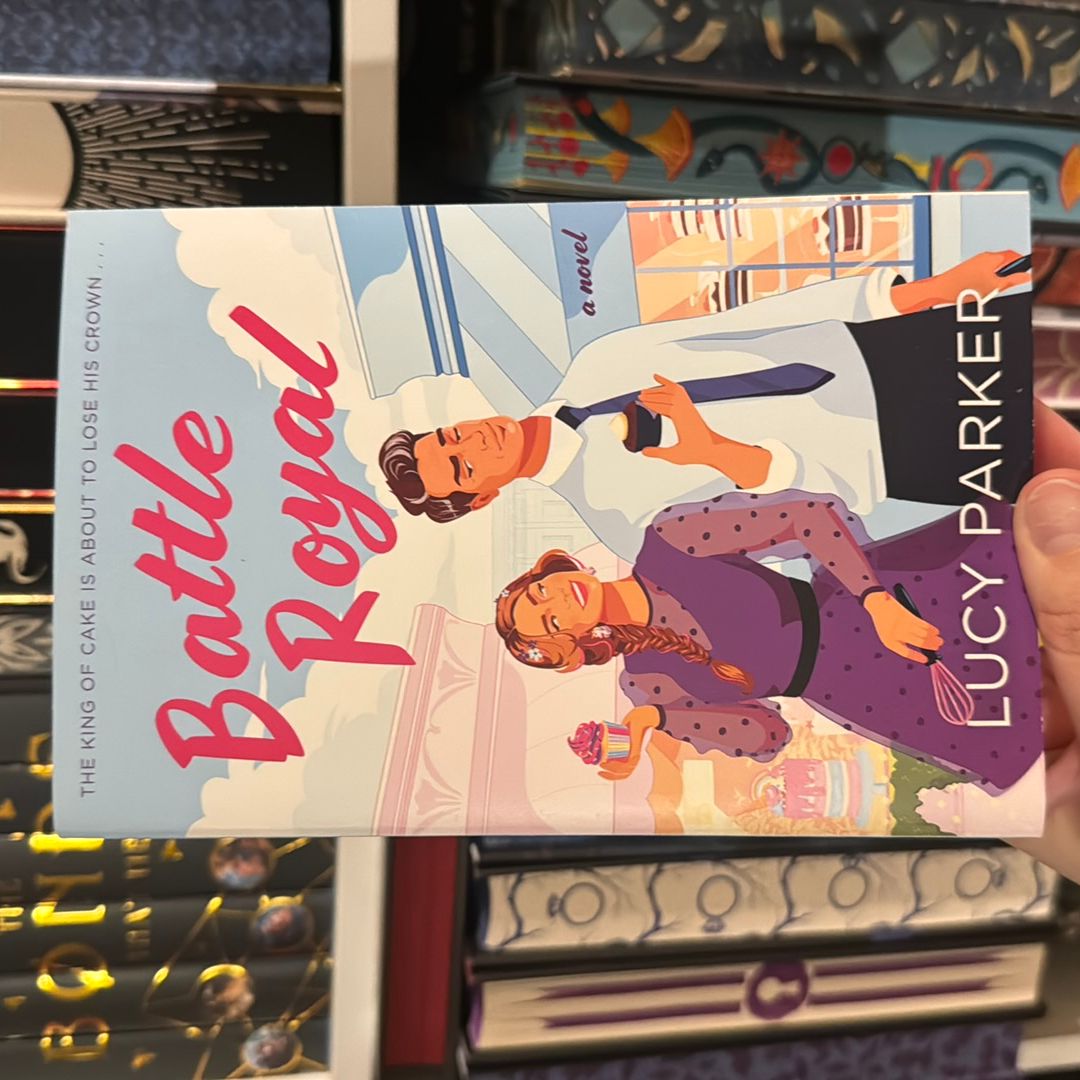 THE KING OF CAKE IS ABOUT TO LOSE HIS CROWN . . .
Battle
Royal
a novel
LUCY PARKER